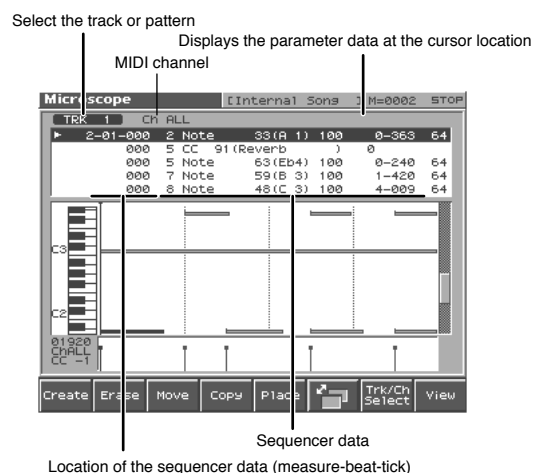 Select the track or pattern
Displays the parameter data at the cursor location
MIDI channel
Microscope [Internal Song ] M=0002 STOP
TRK 1 Ch ALL
2-01-000 2 Note 33(A 1) 100 0-363 64
000 5 CC 91(Reverb ) 0
000 5 Note 63(Eb4) 100 0-240 64
000 7 Note 59(B 3) 100 1-420 64
000 8 Note 48(C 3) 100 4-009 64
C3
C2
01920
ChALL
CC -1
Create Erase Move Copy Place Trk/Ch Select View
Sequencer data
Location of the sequencer data (measure-beat-tick)